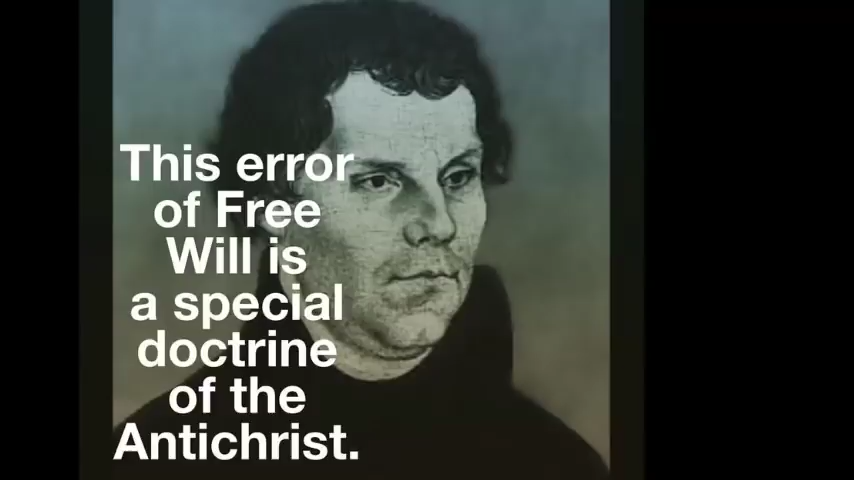 This error
of Free
Will is
a special
doctrine
of the
Antichrist.